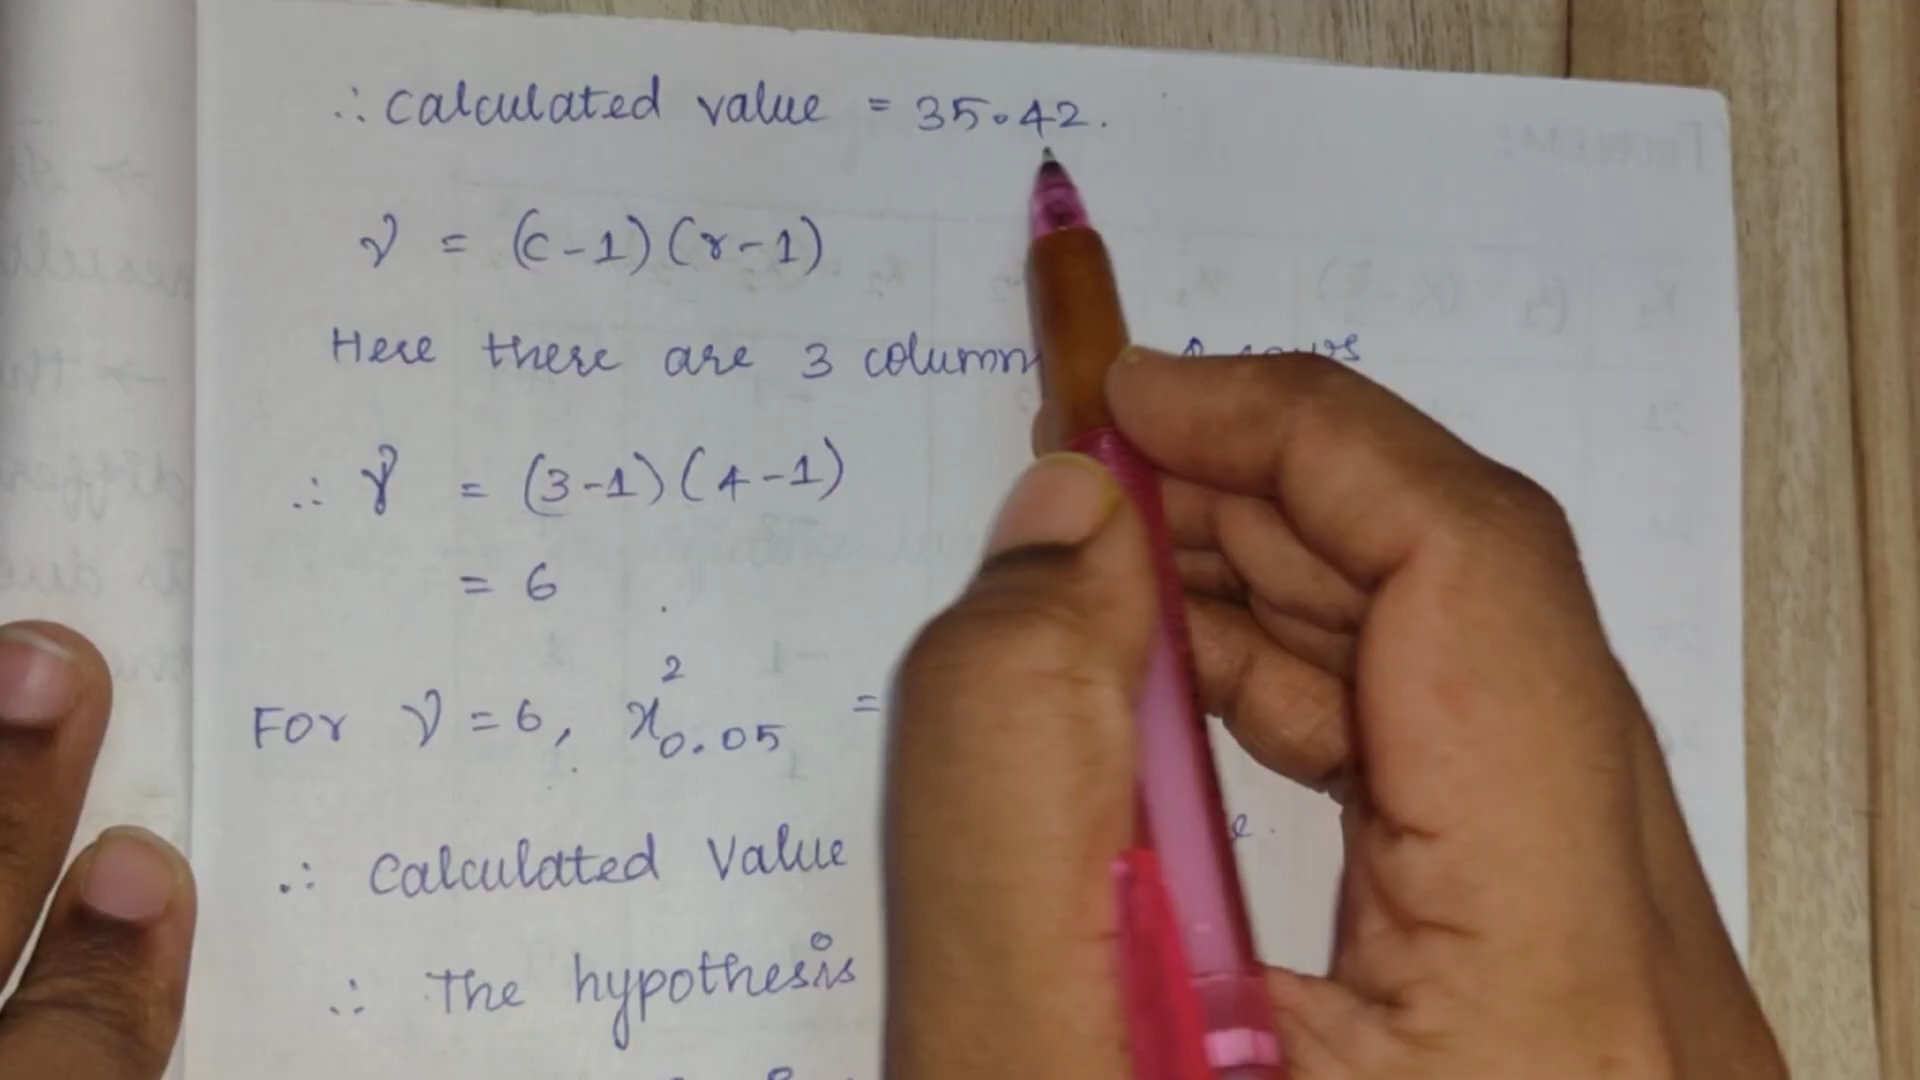 ∴ Calculated value = 35.42.
ν = (c-1)(r-1)
Here there are 3 column rows
∴ γ = (3-1)(4-1)
= 6
For ν = 6, χ²0.05 =
∴ Calculated Value
∴ The hypothesis